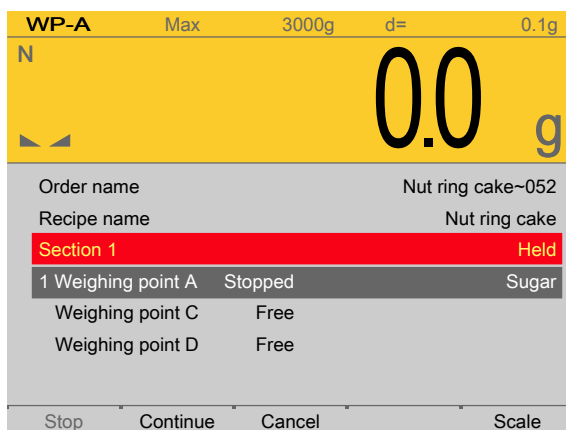 WP-A Max 3000g d= 0.1g
N
0.0 g
Order name Nut ring cake~052
Recipe name Nut ring cake
Section 1 Held
1 Weighing point A Stopped Sugar
Weighing point C Free
Weighing point D Free
Stop Continue Cancel Scale